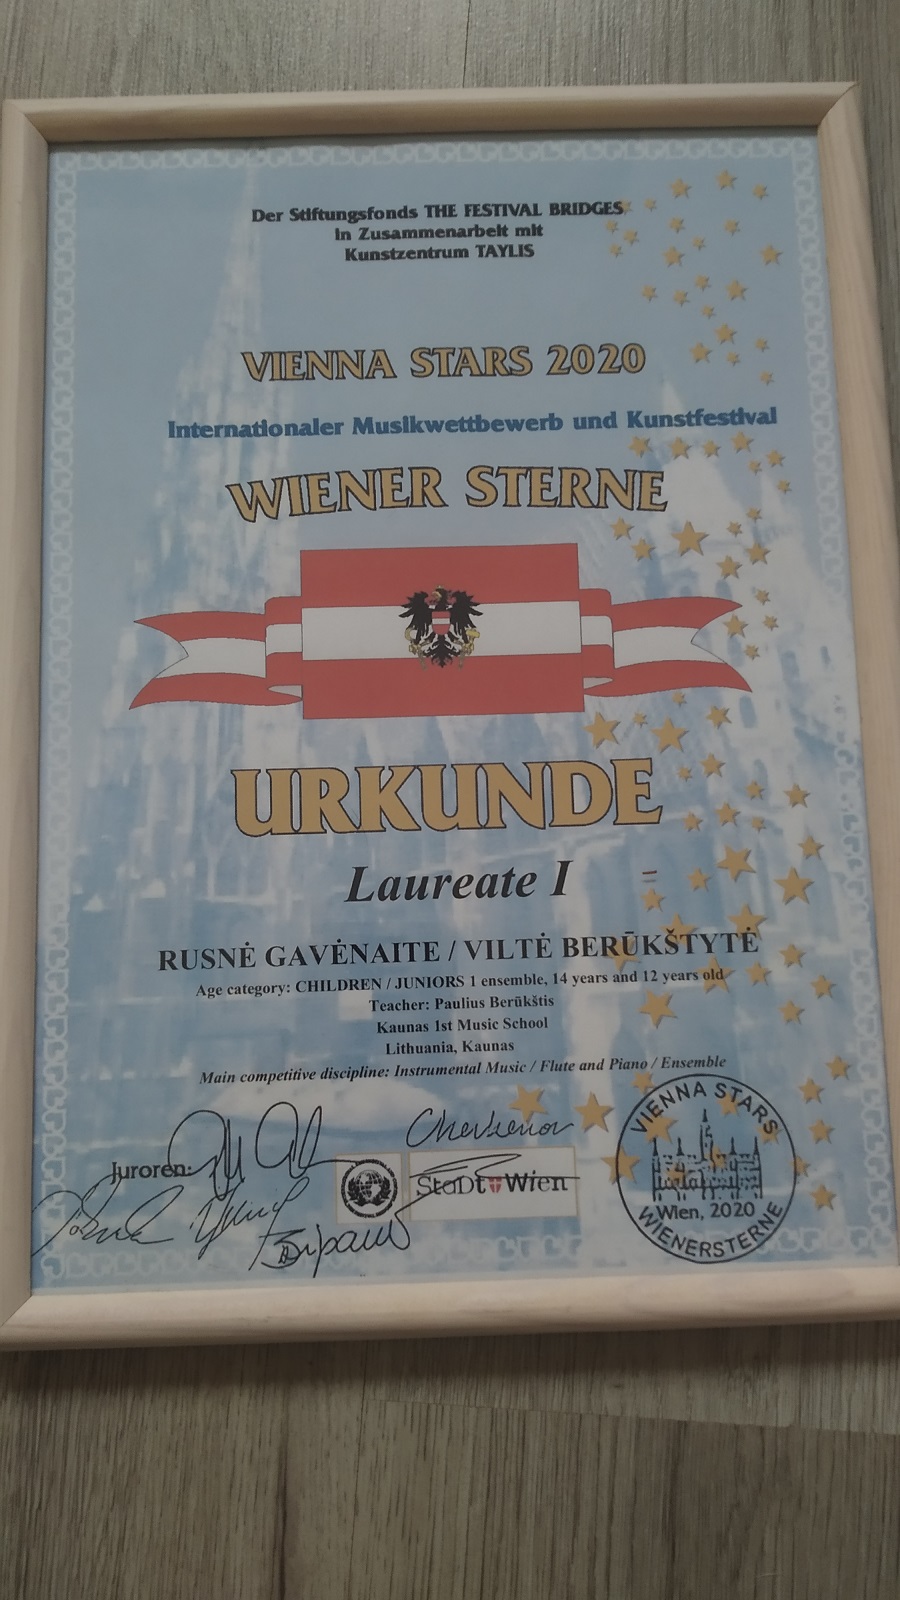 Der Stiftungsfonds THE FESTIVAL BRIDGES
in Zusammenarbeit mit
Kunstzentrum TAYLIS
VIENNA STARS 2020
Internationaler Musikwettbewerb und Kunstfestival
WIENER STERNE
URKUNDE
Laureate I
RUSNĖ GAVĖNAITE / VILTĖ BERŪKŠTYTĖ
Age category: CHILDREN / JUNIORS 1 ensemble, 14 years and 12 years old
Teacher: Paulius Berūkštis
Kaunas 1st Music School
Lithuania, Kaunas
Main competitive discipline: Instrumental Music / Flute and Piano / Ensemble
Juroren:
StaDt Wien
VIENNA STARS
Wien, 2020
WIENERSTERNE